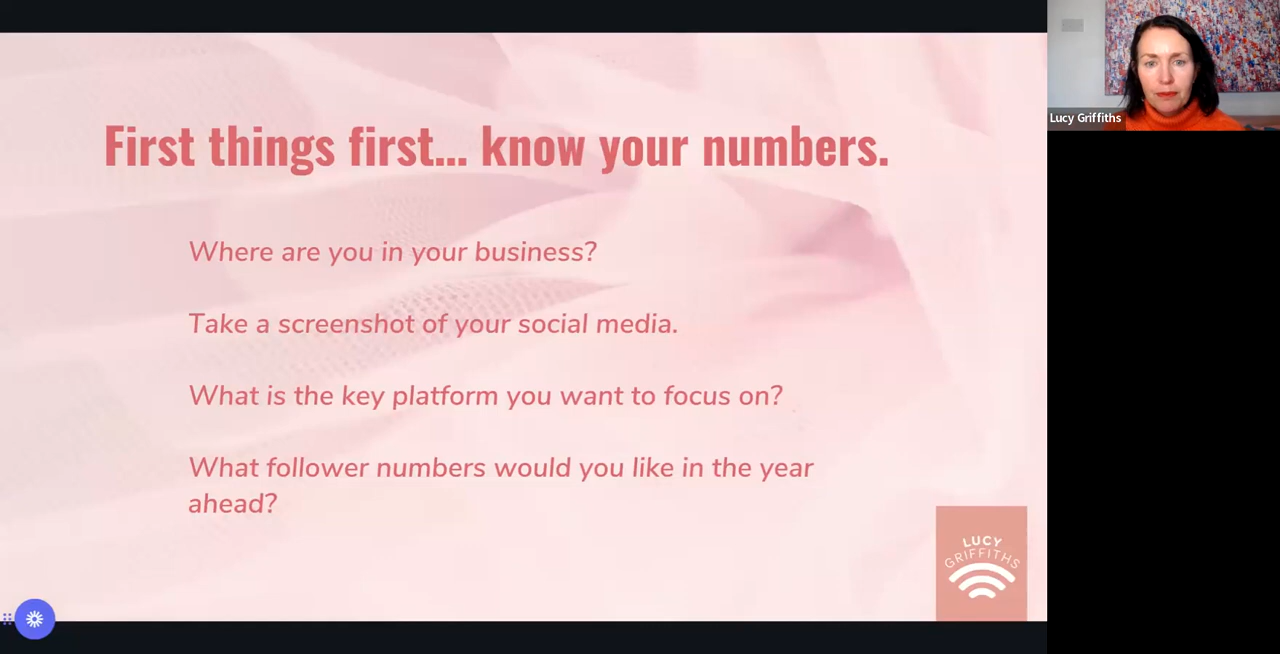 First things first... know your numbers.
Where are you in your business?
Take a screenshot of your social media.
What is the key platform you want to focus on?
What follower numbers would you like in the year
ahead?
LUCY
GRIFFITHS
Lucy Griffiths